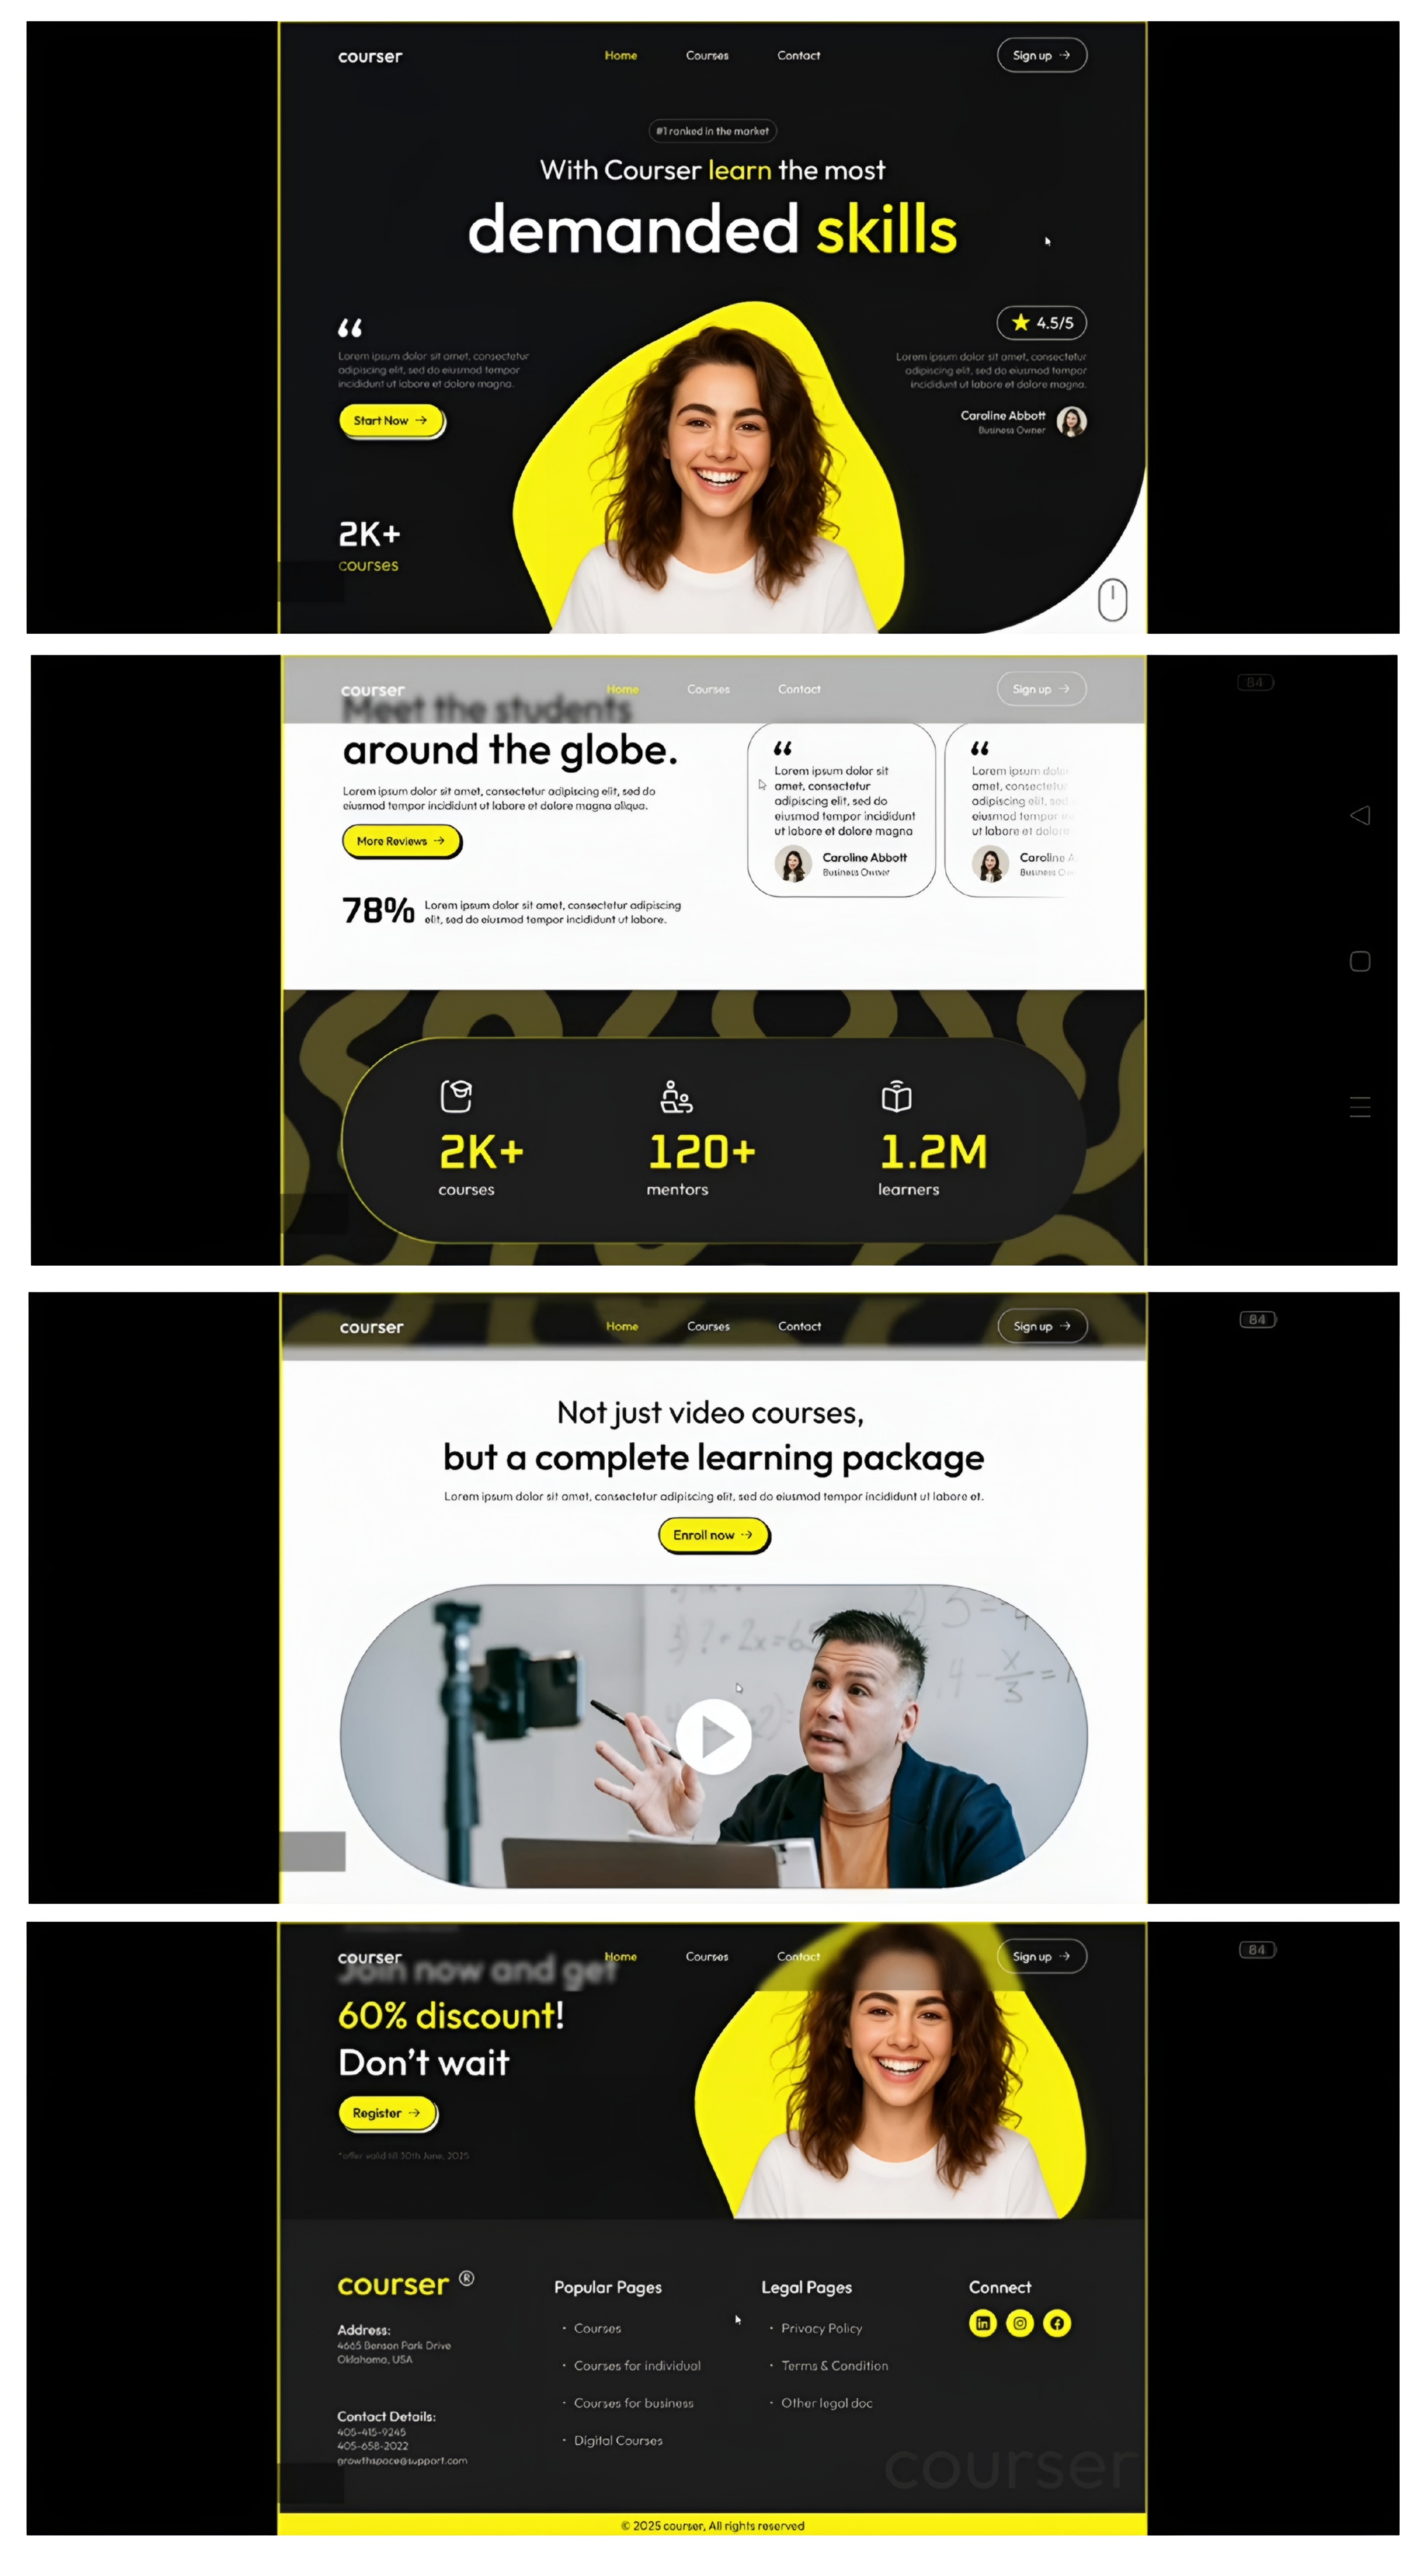 courser
Home Courses Contact Sign up →
#1 ranked in the market
With Courser learn the most
demanded skills
“
Lorem ipsum dolor sit amet, consectetur
adipiscing elit, sed do eiusmod tempor
incididunt ut labore et dolore magna.
Start Now →
2K+
courses
★ 4.5/5
Lorem ipsum dolor sit amet, consectetur
adipiscing elit, sed do eiusmod tempor
incididunt ut labore et dolore magna.
Caroline Abbott
Business Owner
84
courser
Home Courses Contact Sign up →
Meet the students
around the globe.
Lorem ipsum dolor sit amet, consectetur adipiscing elit, sed do
eiusmod tempor incididunt ut labore et dolore magna aliqua.
More Reviews →
78%
Lorem ipsum dolor sit amet, consectetur adipiscing
elit, sed do eiusmod tempor incididunt ut labore.
“
Lorem ipsum dolor sit
amet, consectetur
adipiscing elit, sed do
eiusmod tempor incididunt
ut labore et dolore magna
Caroline Abbott
Business Owner
“
Lorem ipsum dolor
amet, consectetur
adipiscing elit, sed
eiusmod tempor in
ut labore et dolore
Caroline A
Business Ow
2K+
courses
120+
mentors
1.2M
learners
84
courser
Home Courses Contact Sign up →
Not just video courses,
but a complete learning package
Lorem ipsum dolor sit amet, consectetur adipiscing elit, sed do eiusmod tempor incididunt ut labore et.
Enroll now →
84
courser
Home Courses Contact Sign up →
Join now and get
60% discount!
Don't wait
Register →
*offer valid till 30th June, 2025
courser ®
Address:
4665 Benson Park Drive
Oklahoma, USA
Contact Details:
405-415-9245
405-658-2022
growthspace@support.com
Popular Pages
· Courses
· Courses for individual
· Courses for business
· Digital Courses
Legal Pages
· Privacy Policy
· Terms & Condition
· Other legal doc
Connect
courser
© 2025 courser, All rights reserved